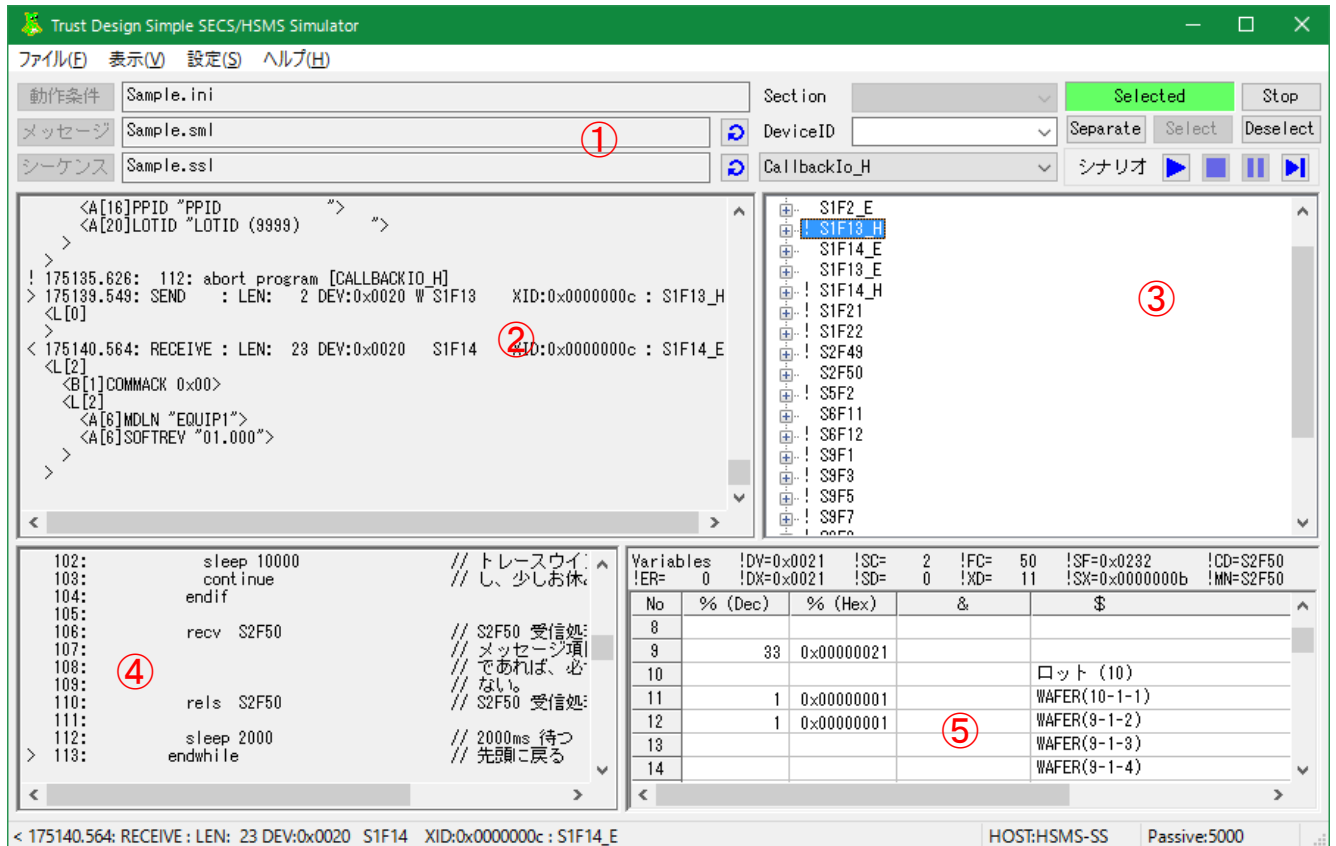 Trust Design Simple SECS/HSMS Simulator
ファイル(F) 表示(V) 設定(S) ヘルプ(H)
動作条件 Sample.ini Section Selected Stop
メッセージ Sample.sml ① DeviceID Separate Select Deselect
シーケンス Sample.ssl CallbackIo_H シナリオ
<A[16]PPID "PPID            ">
<A[20]LOTID "LOTID (9999)        ">
>
>
! 175135.626:  112: abort program [CALLBACKIO_H]
> 175139.549: SEND    : LEN:   2 DEV:0x0020 W S1F13    XID:0x0000000c : S1F13_H
<L[0]
>
②
< 175140.564: RECEIVE : LEN:  23 DEV:0x0020   S1F14    XID:0x0000000c : S1F14_E
<L[2]
<B[1]COMMACK 0x00>
<L[2]
<A[6]MDLN "EQUIP1">
<A[6]SOFTREV "01.000">
>
>
S1F2_E
! S1F13_H
S1F14_E
S1F13_E
! S1F14_H
! S1F21
! S1F22
! S2F49
S2F50
! S5F2
S6F11
! S6F12
! S9F1
! S9F3
! S9F5
! S9F7
③
102: sleep 10000 // トレースウイ
103: continue // し、少しお休
104: endif
105:
106: recv S2F50 // S2F50 受信処
107: // メッセージ項
108: // であれば、必
109: // ない。
110: rels S2F50 // S2F50 受信処
111:
112: sleep 2000 // 2000ms 待つ
> 113: endwhile // 先頭に戻る
④
Variables !DV=0x0021 !SC= 2 !FC= 50 !SF=0x0232 !CD=S2F50
!ER= 0 !DX=0x0021 !SD= 0 !XD= 11 !SX=0x0000000b !MN=S2F50
No % (Dec) % (Hex) & $
8
9 33 0x00000021
10 ロット (10)
11 1 0x00000001 WAFER(10-1-1)
12 1 0x00000001 WAFER(9-1-2)
13 WAFER(9-1-3)
14 WAFER(9-1-4)
⑤
< 175140.564: RECEIVE : LEN:  23 DEV:0x0020   S1F14    XID:0x0000000c : S1F14_E HOST:HSMS-SS Passive:5000